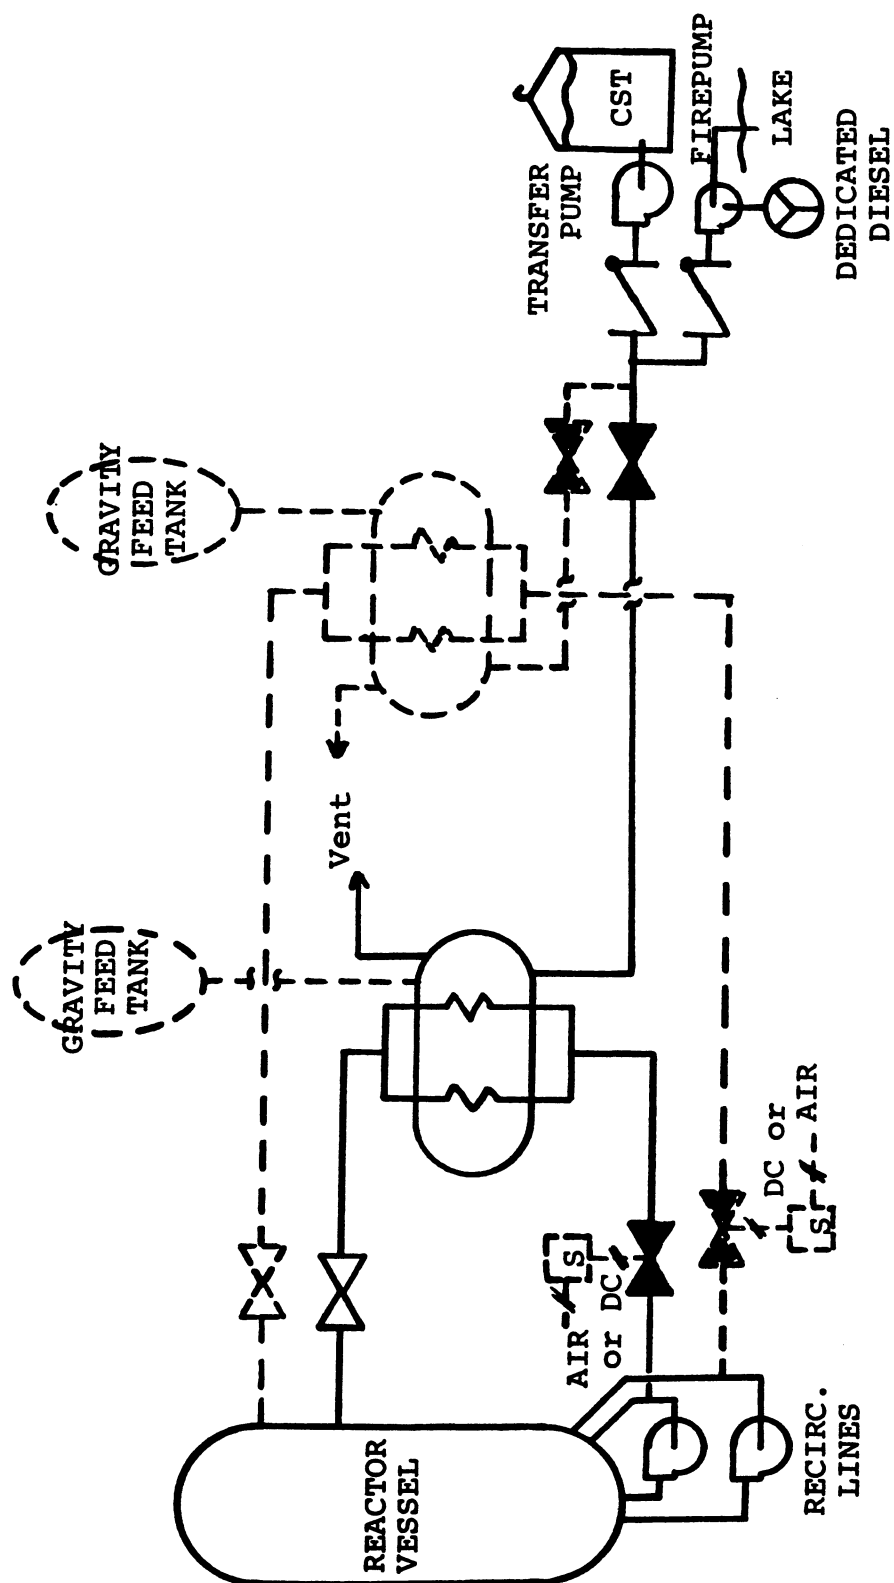 GRAVITY
FEED
TANK
GRAVITY
FEED
TANK
Vent
TRANSFER
PUMP
CST
FIREPUMP
LAKE
DEDICATED
DIESEL
REACTOR
VESSEL
AIR
or DC
S
DC or
AIR
S
RECIRC.
LINES